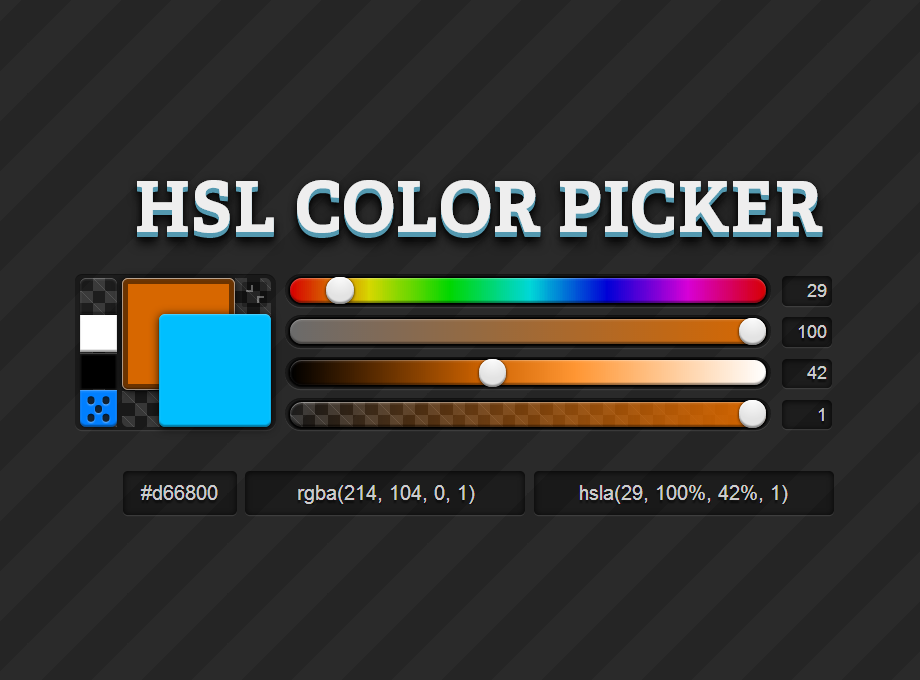 HSL COLOR PICKER
29
100
42
1
#d66800 rgba(214, 104, 0, 1) hsla(29, 100%, 42%, 1)